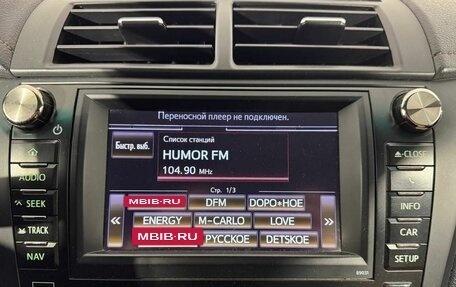 Переносной плеер не подключен.
Быстр. выб.
Список станций
HUMOR FM
104.90 MHz
Стр. 1/3
MBIB-RU DFM DOPO+HOE
« ENERGY M-CARLO LOVE »
MBIB-RU PYCCKOE DETSKOE
AUDIO
SEEK
TRACK
NAV
CLOSE
INFO
CAR
SETUP
89031